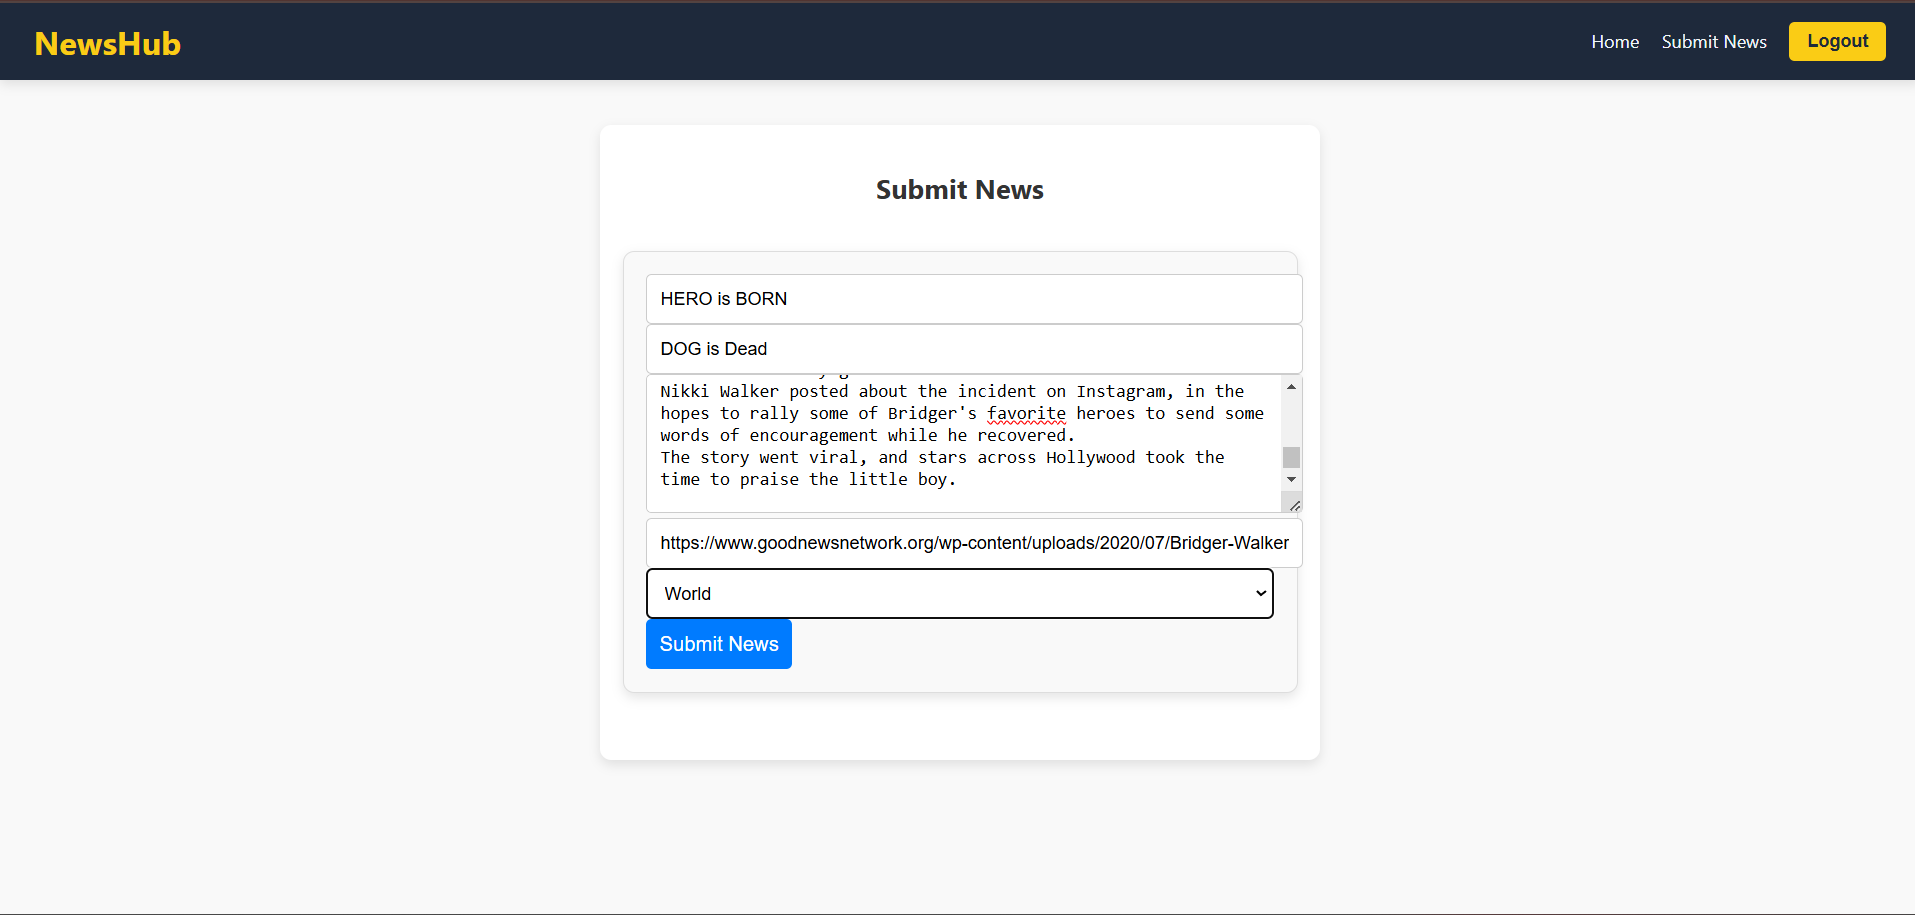 NewsHub
Home
Submit News
Logout
Submit News
HERO is BORN
DOG is Dead
Nikki Walker posted about the incident on Instagram, in the
hopes to rally some of Bridger's favorite heroes to send some
words of encouragement while he recovered.
The story went viral, and stars across Hollywood took the
time to praise the little boy.
https://www.goodnewsnetwork.org/wp-content/uploads/2020/07/Bridger-Walker
World
Submit News